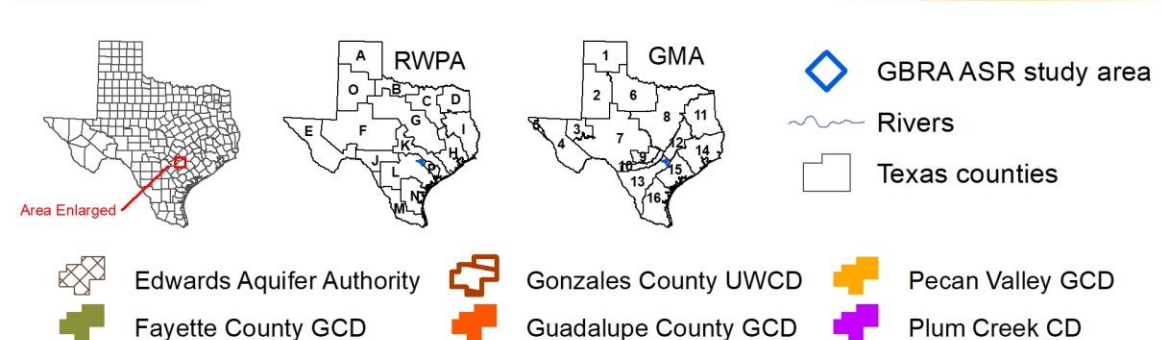 RWPA
GMA
A
O
B
C
D
G
E
F
I
K
H
J
L
P
N
M
1
2
6
8
11
3
7
5
4
12
14
9
10
15
13
16
Area Enlarged
GBRA ASR study area
Rivers
Texas counties
Edwards Aquifer Authority
Gonzales County UWCD
Pecan Valley GCD
Fayette County GCD
Guadalupe County GCD
Plum Creek CD